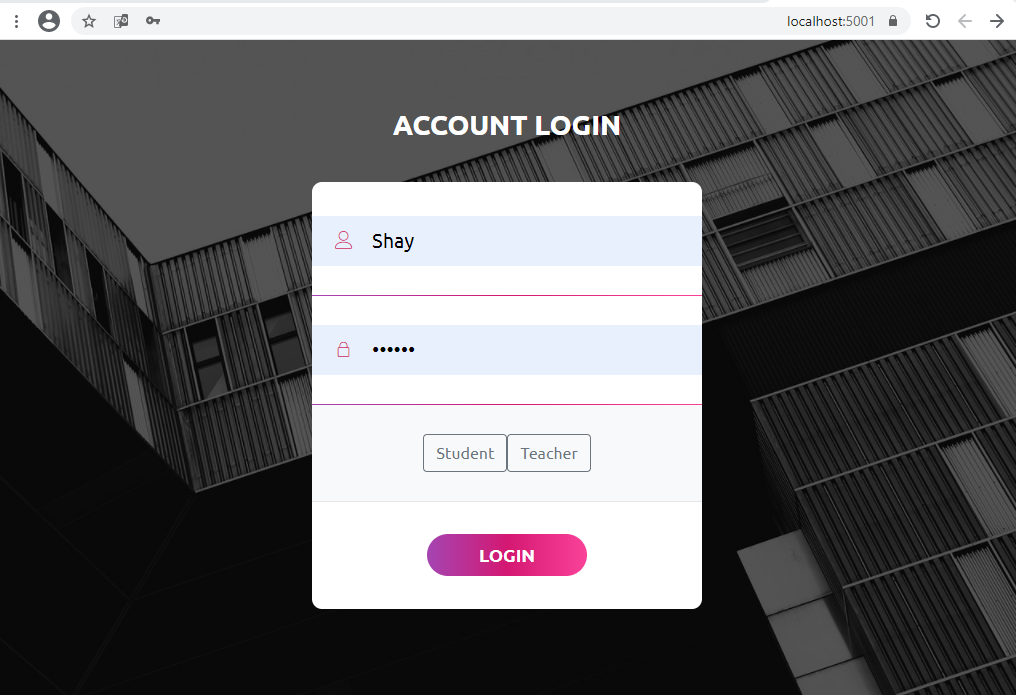 localhost:5001
ACCOUNT LOGIN
Shay
••••••
Student Teacher
LOGIN